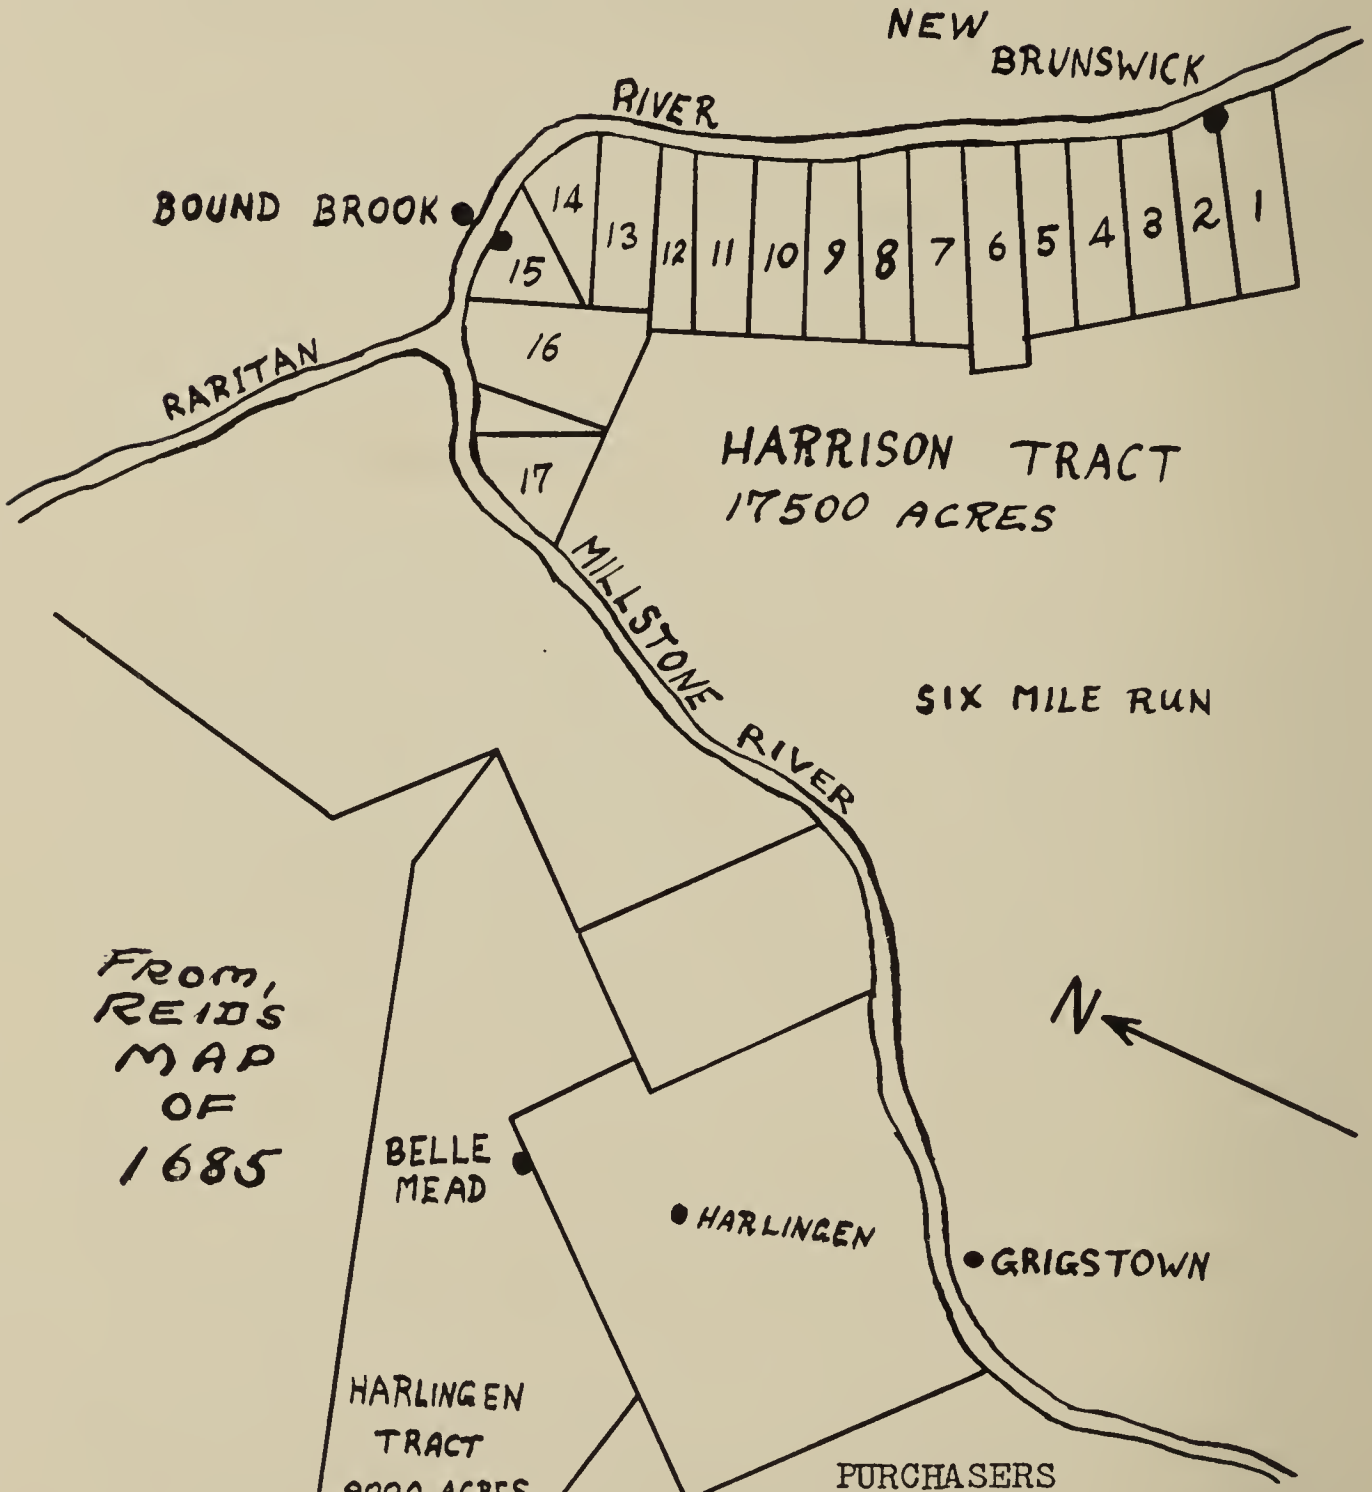 NEW
BRUNSWICK
RIVER
BOUND BROOK
14
13
12
11
10
9
8
7
6
5
4
3
2
1
15
16
RARITAN
17
HARRISON TRACT
17500 ACRES
MILLSTONE RIVER
SIX MILE RUN
FROM,
REID'S
MAP
OF
1685
N
BELLE
MEAD
HARLINGEN
GRIGSTOWN
HARLINGEN
TRACT
ACRES
PURCHASERS